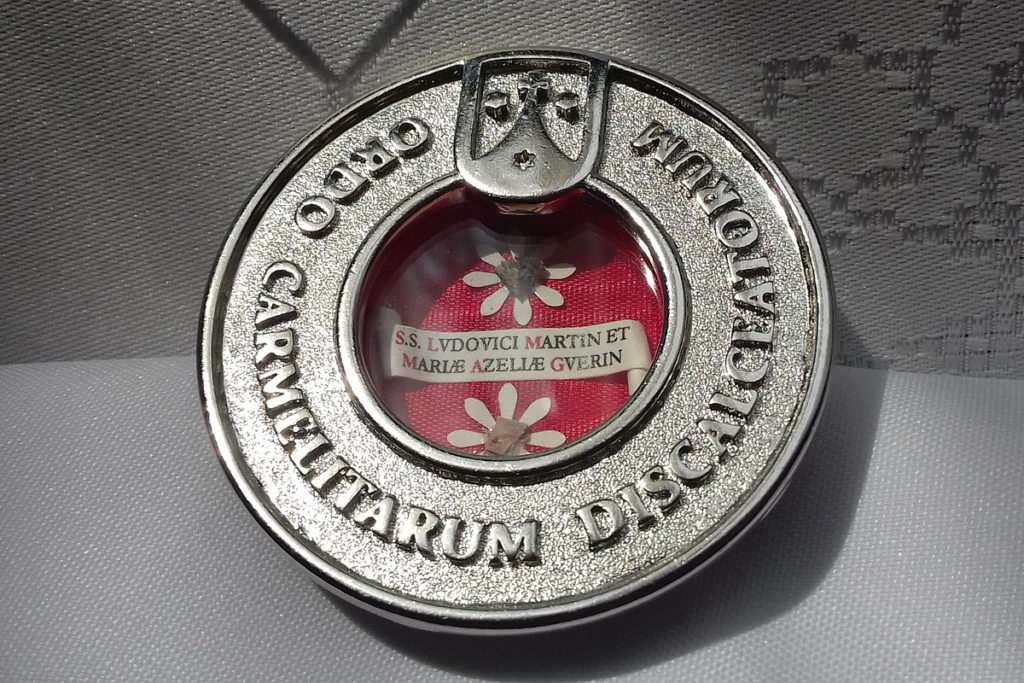 ORDO CARMELITARUM DISCALCEATORUM
S.S. LVDOVICI MARTIN ET
MARIÆ AZELIÆ GVERIN